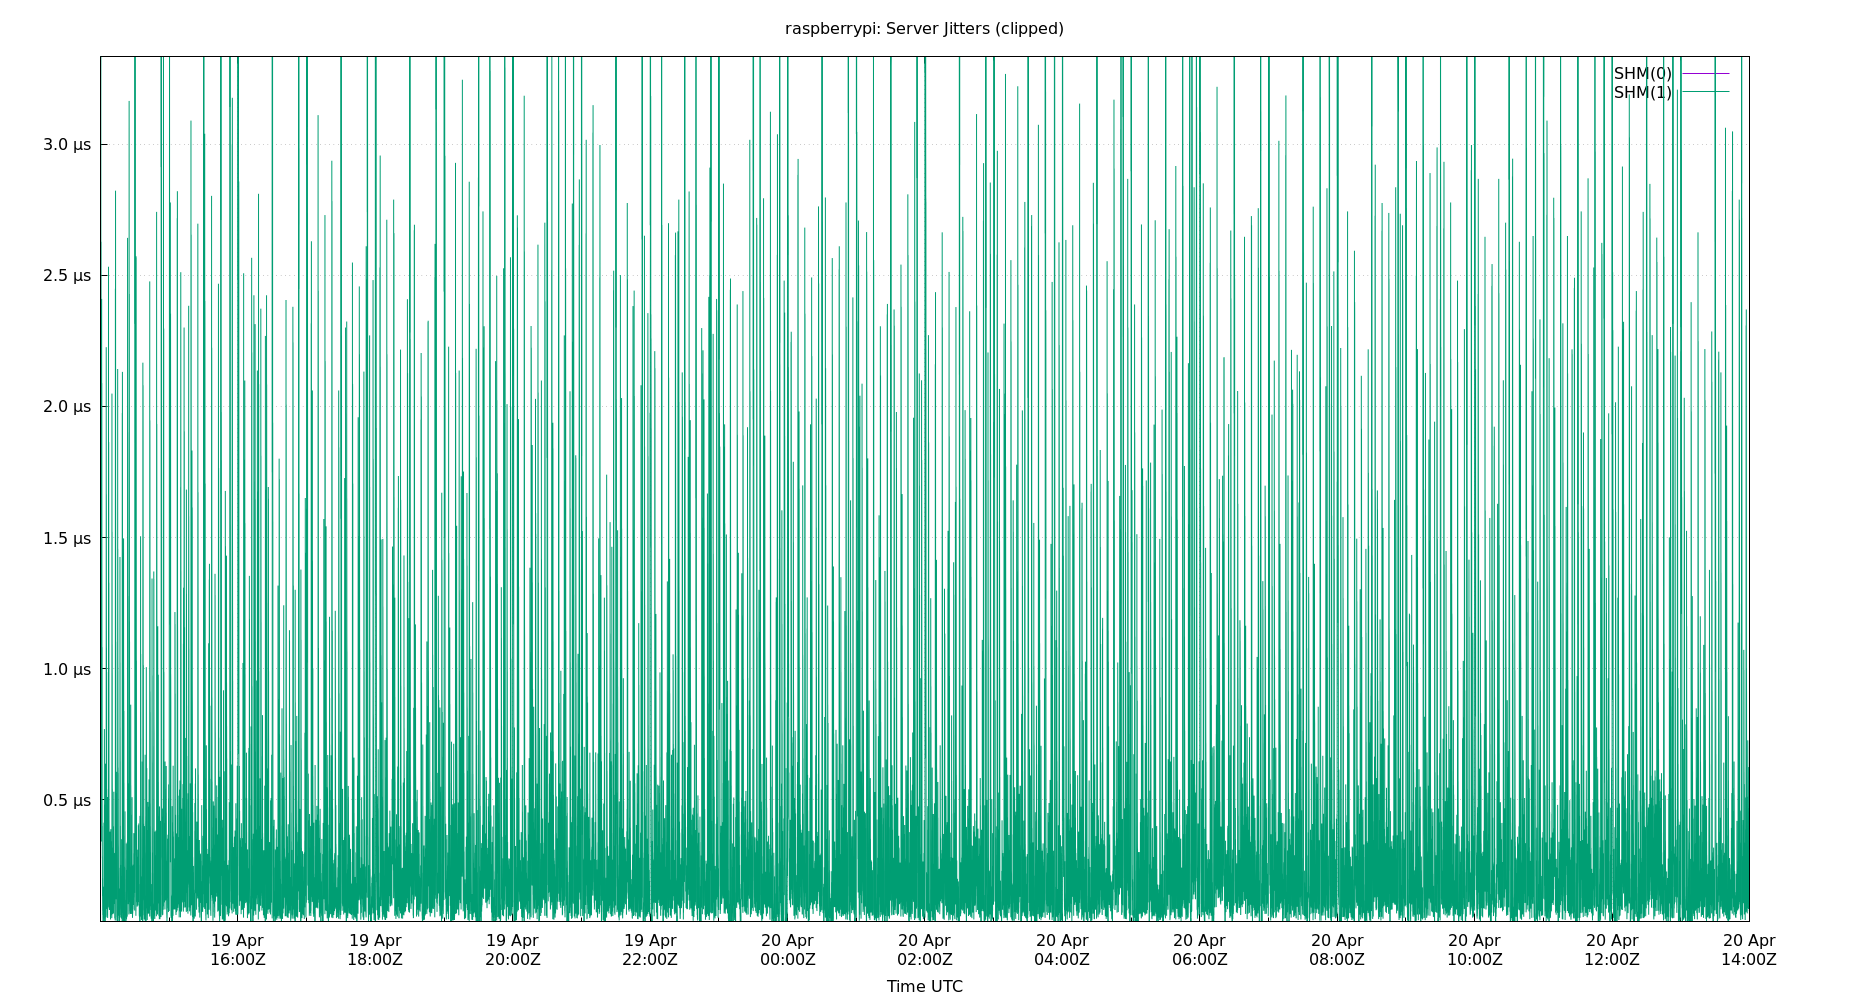 raspberrypi: Server Jitters (clipped)
SHM(0)
SHM(1)
3.0 µs
2.5 µs
2.0 µs
1.5 µs
1.0 µs
0.5 µs
19 Apr 19 Apr 19 Apr 19 Apr 20 Apr 20 Apr 20 Apr 20 Apr 20 Apr 20 Apr 20 Apr 20 Apr
16:00Z 18:00Z 20:00Z 22:00Z 00:00Z 02:00Z 04:00Z 06:00Z 08:00Z 10:00Z 12:00Z 14:00Z
Time UTC